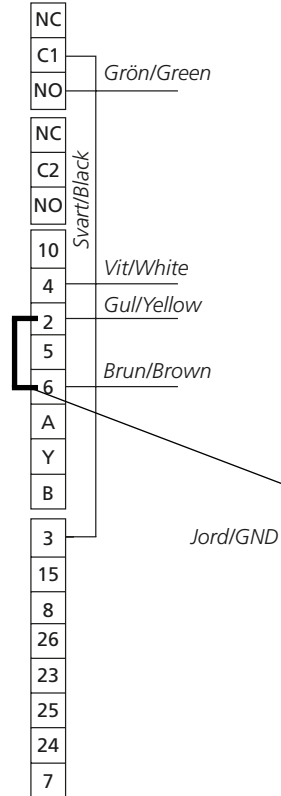 NC
C1
Grön/Green
NO
NC
C2
NO
Svart/Black
10
Vit/White
4
Gul/Yellow
2
5
Brun/Brown
6
A
Y
B
3
Jord/GND
15
8
26
23
25
24
7